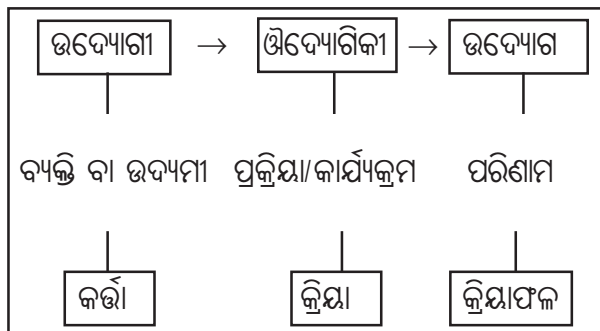 ଉଦ୍ୟୋଗୀ → ଔଦ୍ୟୋଗିକୀ → ଉଦ୍ୟୋଗ
ବ୍ୟକ୍ତି ବା ଉଦ୍ୟମୀ ପ୍ରକ୍ରିୟା/କାର୍ଯ୍ୟକ୍ରମ ପରିଣାମ
କର୍ତ୍ତା କ୍ରିୟା କ୍ରିୟାଫଳ